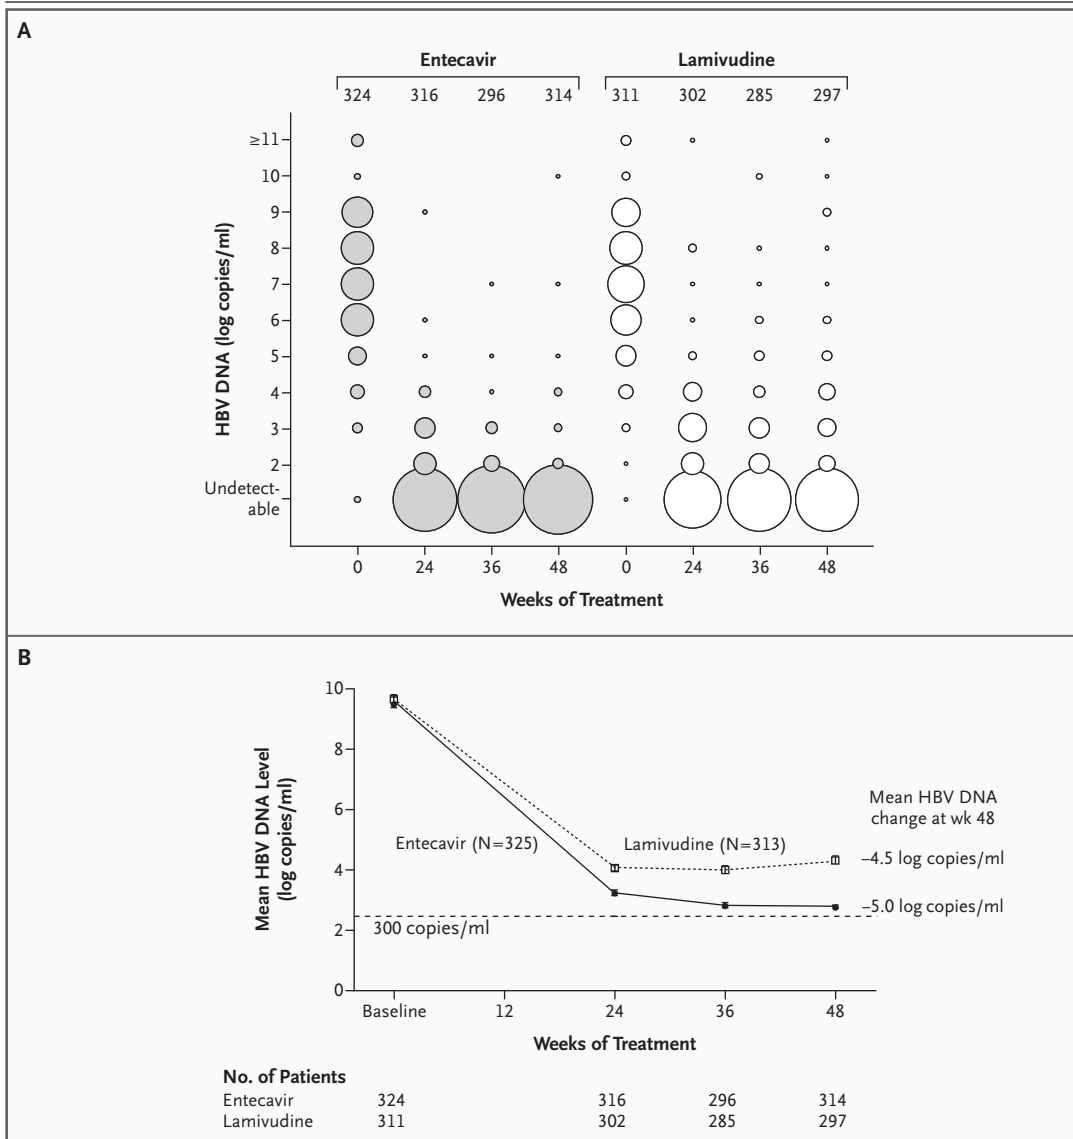 A
Entecavir Lamivudine
324 316 296 314 311 302 285 297
≥11
10
9
8
7
6
5
4
3
2
Undetect-
able
HBV DNA (log copies/ml)
0 24 36 48 0 24 36 48
Weeks of Treatment
B
10
8
6
4
2
0
Mean HBV DNA Level
(log copies/ml)
Mean HBV DNA
change at wk 48
Entecavir (N=325) Lamivudine (N=313)
–4.5 log copies/ml
–5.0 log copies/ml
300 copies/ml
Baseline 12 24 36 48
Weeks of Treatment
No. of Patients
Entecavir 324 316 296 314
Lamivudine 311 302 285 297